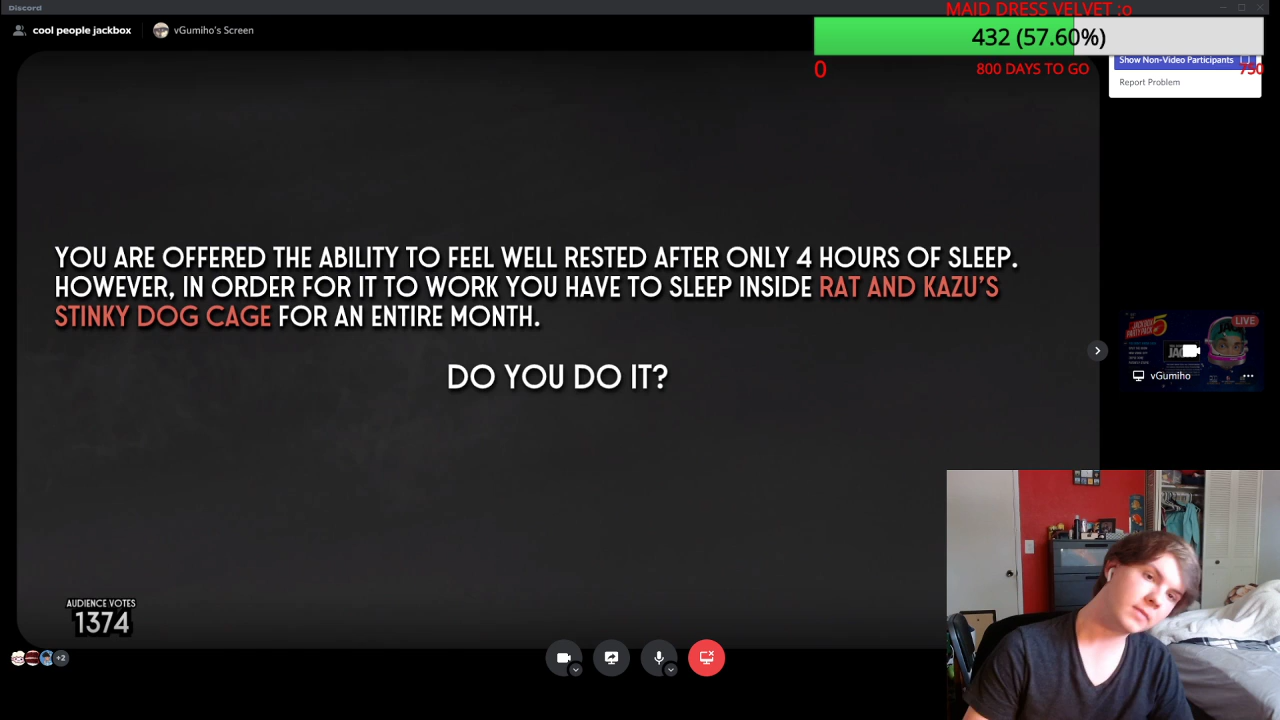 Discord
cool people jackbox
vGumiho's Screen
MAID DRESS VELVET :o
432 (57.60%)
0
800 DAYS TO GO
750
Show Non-Video Participants
Report Problem
YOU ARE OFFERED THE ABILITY TO FEEL WELL RESTED AFTER ONLY 4 HOURS OF SLEEP.
HOWEVER, IN ORDER FOR IT TO WORK YOU HAVE TO SLEEP INSIDE RAT AND KAZU'S
STINKY DOG CAGE FOR AN ENTIRE MONTH.
DO YOU DO IT?
LIVE
vGumiho
AUDIENCE VOTES
1374
+2